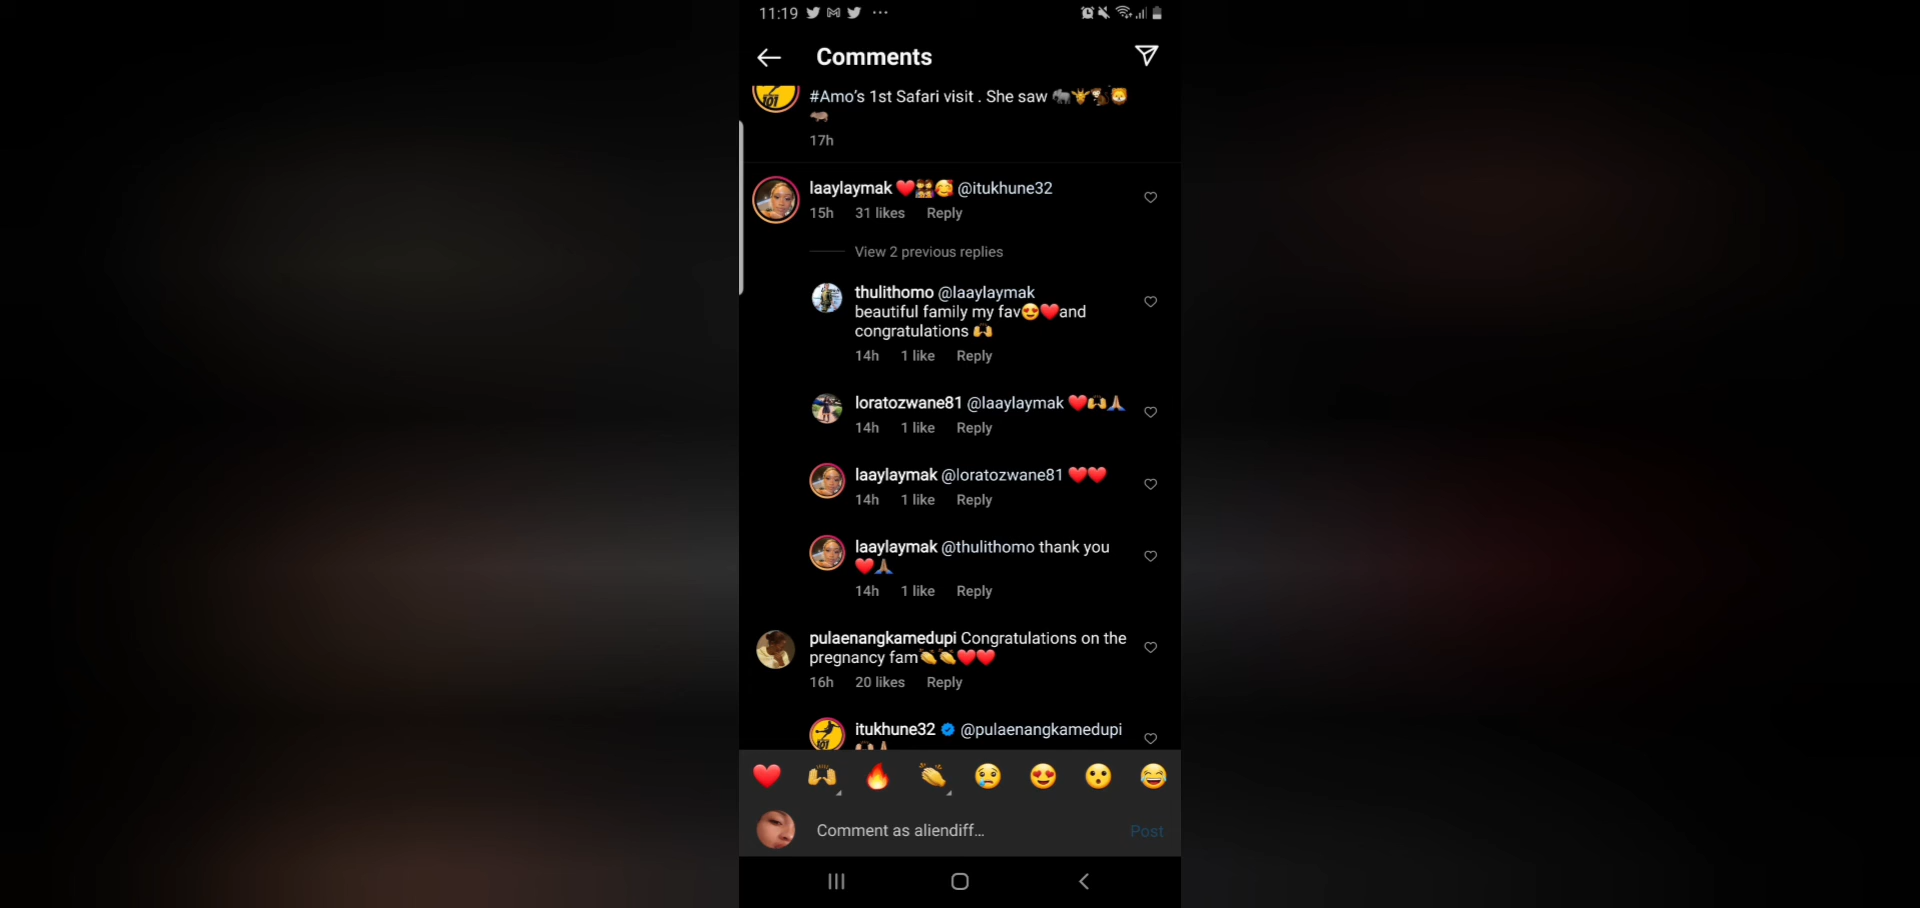 11:19
Comments
101
#Amo's 1st Safari visit . She saw 🐘🦒🐒🦁
🦛
17h
laaylaymak ❤️👩‍❤️‍👨🥰 @itukhune32
15h 31 likes Reply
View 2 previous replies
thulithomo @laaylaymak
beautiful family my fav😍❤️and
congratulations 🙌
14h 1 like Reply
loratozwane81 @laaylaymak ❤️🙌🙏🏽
14h 1 like Reply
laaylaymak @loratozwane81 ❤️❤️
14h 1 like Reply
laaylaymak @thulithomo thank you
❤️🙏🏽
14h 1 like Reply
pulaenangkamedupi Congratulations on the
pregnancy fam👏👏❤️❤️
16h 20 likes Reply
101
itukhune32 @pulaenangkamedupi
🙌🙏🏽
❤️🙌🔥👏😢😍😮😂
Comment as aliendiff...
Post